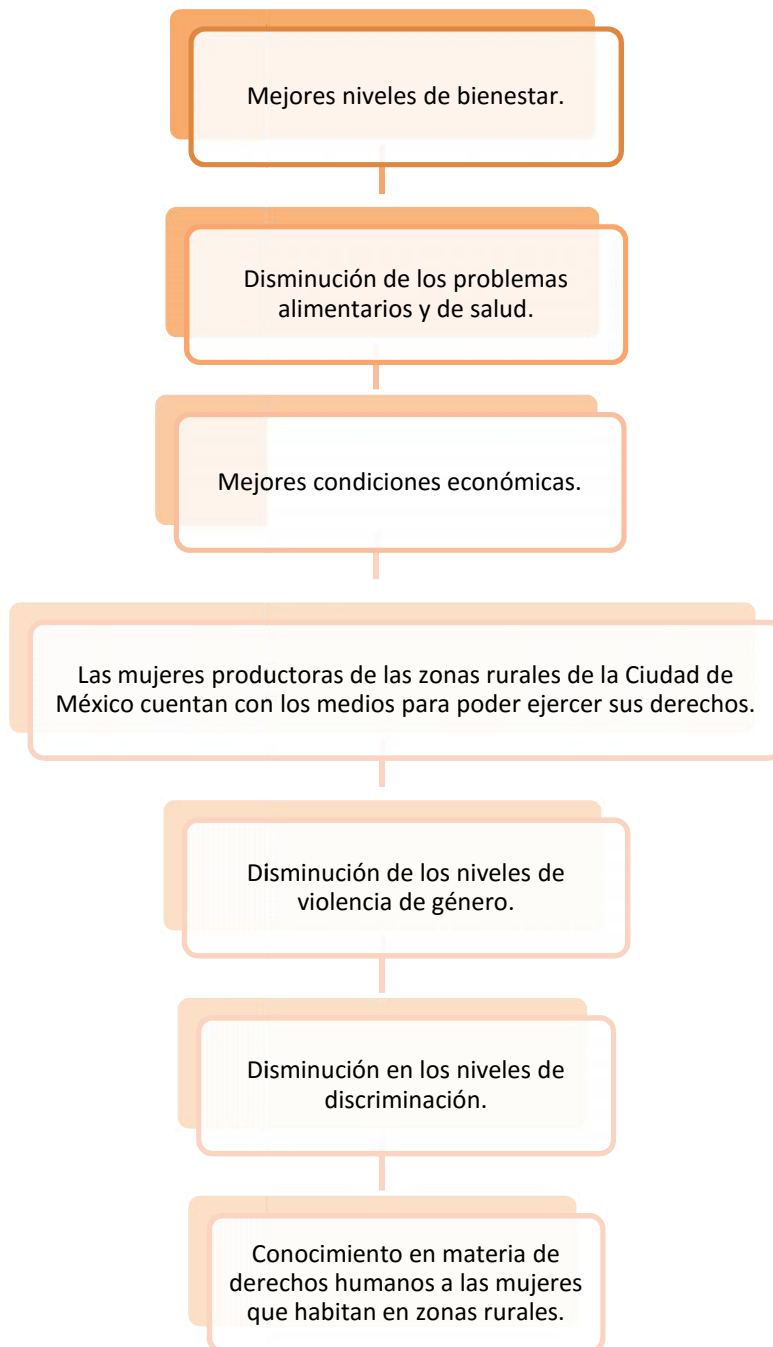 Mejores niveles de bienestar.
Disminución de los problemas
alimentarios y de salud.
Mejores condiciones económicas.
Las mujeres productoras de las zonas rurales de la Ciudad de
México cuentan con los medios para poder ejercer sus derechos.
Disminución de los niveles de
violencia de género.
Disminución en los niveles de
discriminación.
Conocimiento en materia de
derechos humanos a las mujeres
que habitan en zonas rurales.